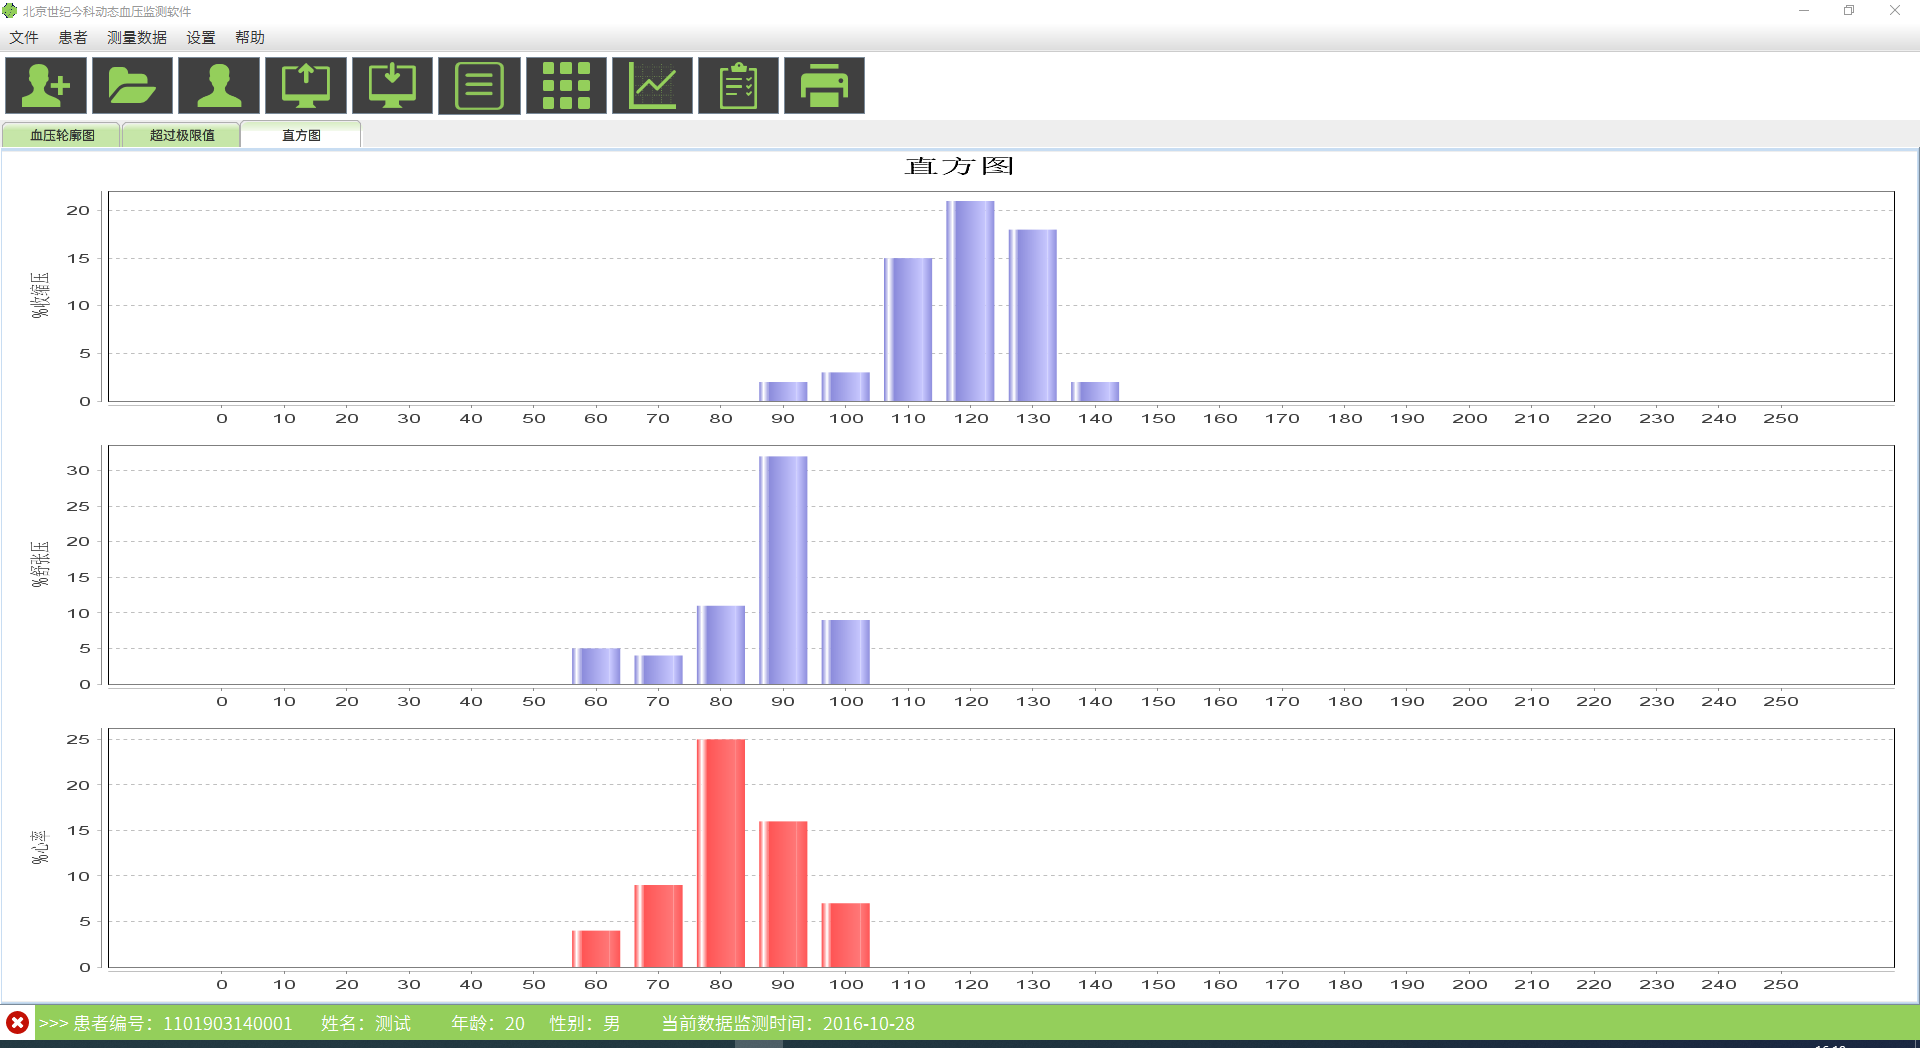 北京世纪今科动态血压监测软件
文件 患者 测量数据 设置 帮助
血压轮廓图 超过极限值 直方图
直方图
%收缩压
20
15
10
5
0
0 10 20 30 40 50 60 70 80 90 100 110 120 130 140 150 160 170 180 190 200 210 220 230 240 250
%舒张压
30
25
20
15
10
5
0
0 10 20 30 40 50 60 70 80 90 100 110 120 130 140 150 160 170 180 190 200 210 220 230 240 250
%心率
25
20
15
10
5
0
0 10 20 30 40 50 60 70 80 90 100 110 120 130 140 150 160 170 180 190 200 210 220 230 240 250
>>> 患者编号：1101903140001 姓名：测试 年龄：20 性别：男 当前数据监测时间：2016-10-28